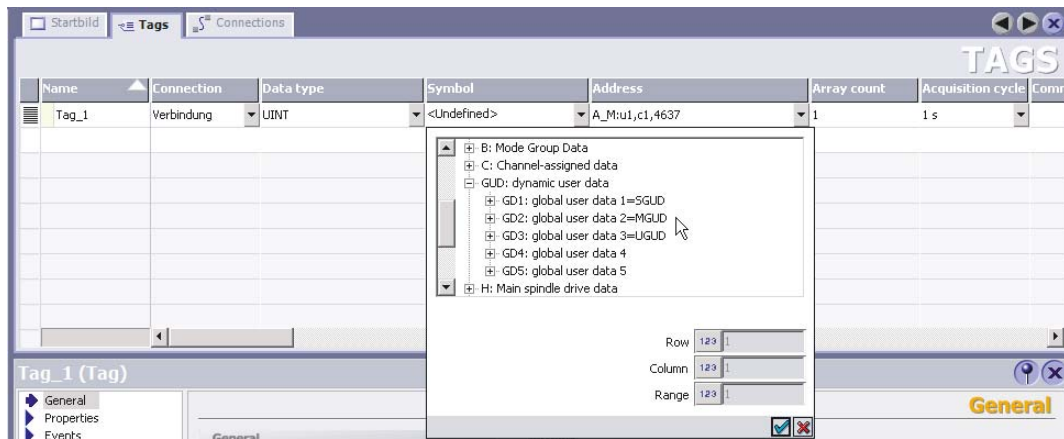 Startbild Tags Connections
TAGS
Name Connection Data type Symbol Address Array count Acquisition cycle
Tag_1 Verbindung UINT <Undefined> A_M:u1,c1,4637 1 1 s
B: Mode Group Data
C: Channel-assigned data
GUD: dynamic user data
GD1: global user data 1=SGUD
GD2: global user data 2=MGUD
GD3: global user data 3=UGUD
GD4: global user data 4
GD5: global user data 5
H: Main spindle drive data
Row 123 1
Column 123 1
Range 123 1
Tag_1 (Tag)
General
General
Properties
Events
General